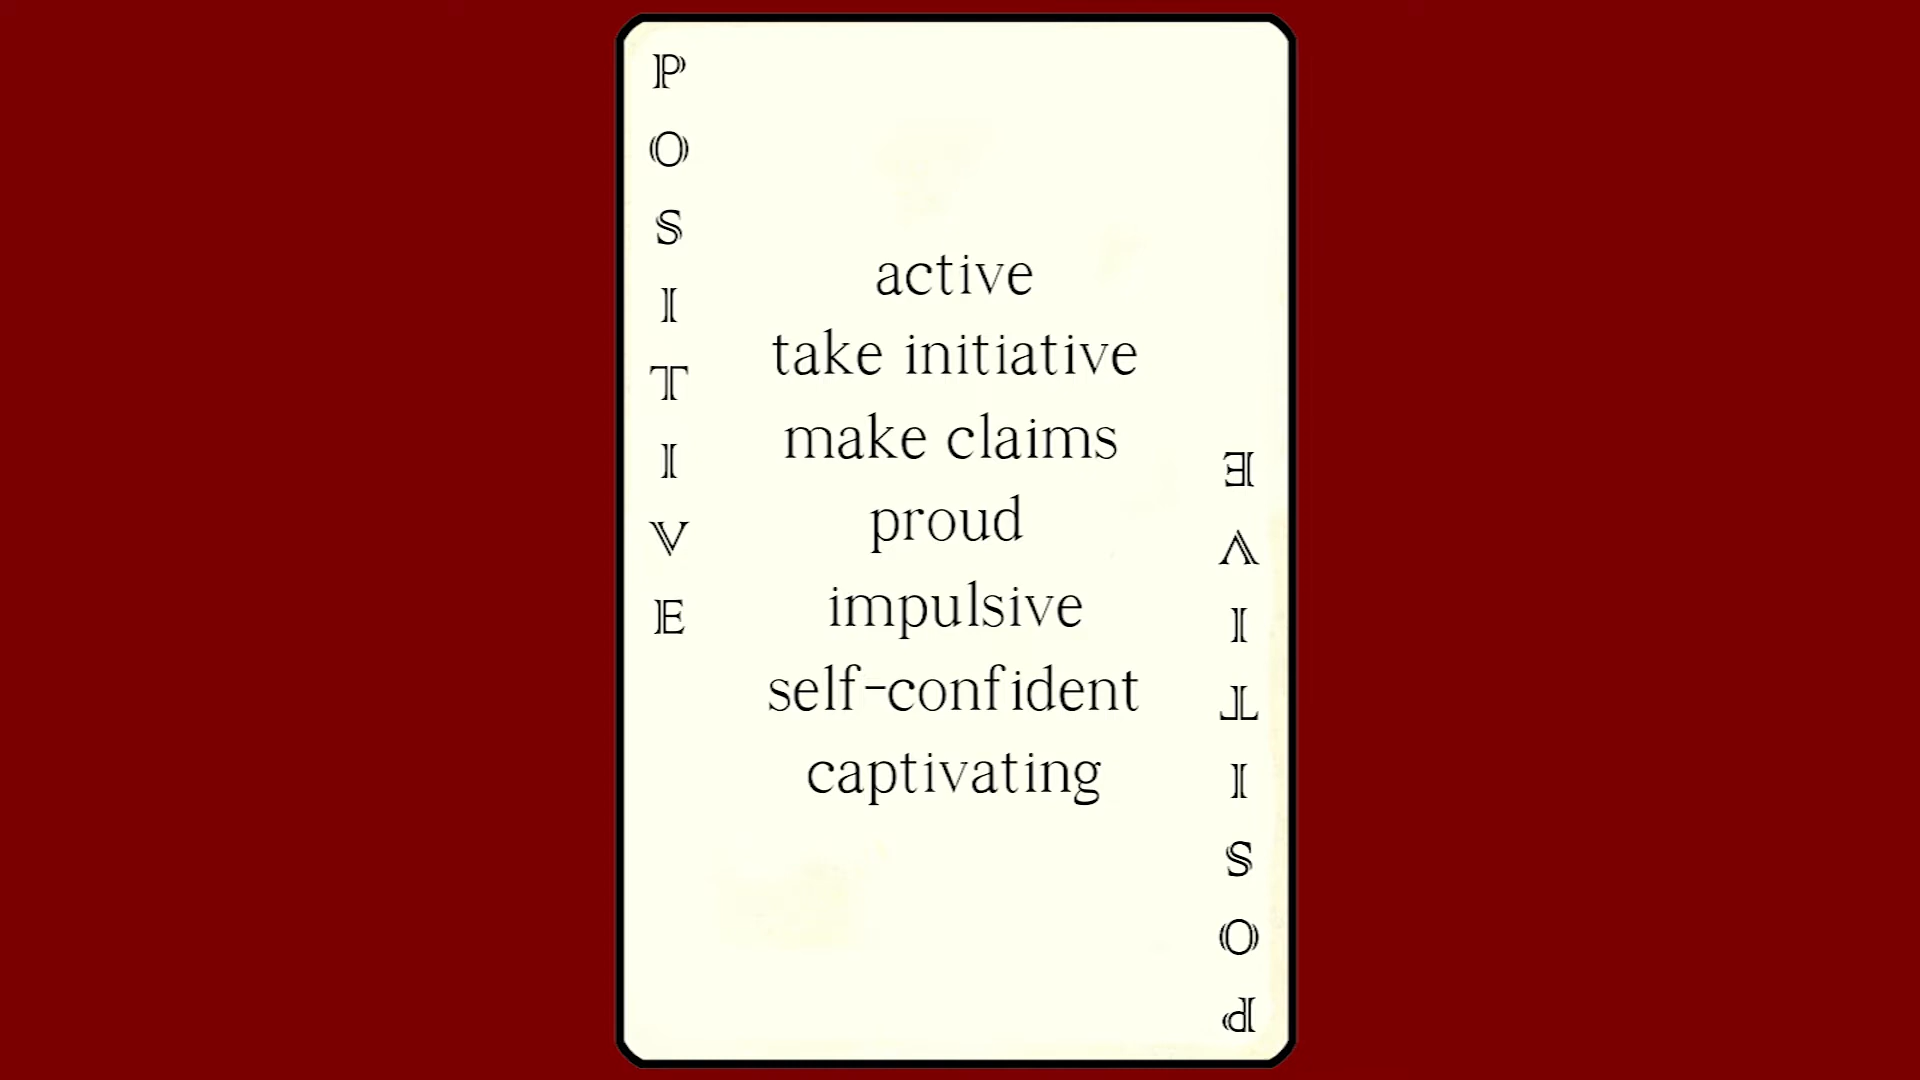 POSITIVE
active
take initiative
make claims
proud
impulsive
self-confident
captivating
POSITIVE